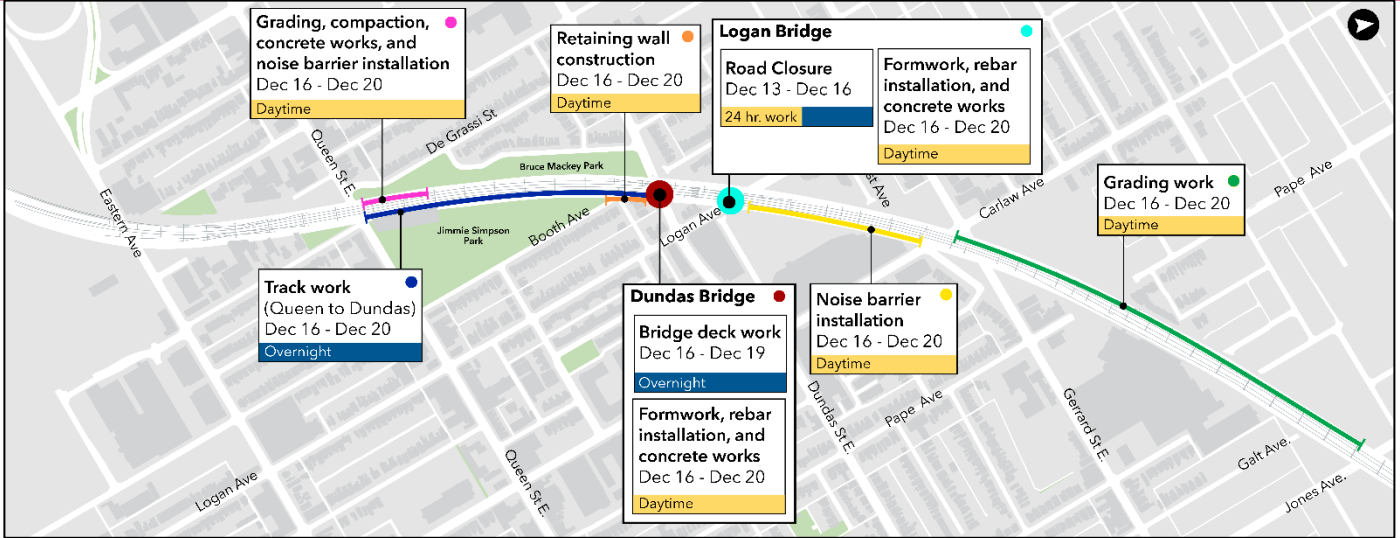 Grading, compaction,
concrete works, and
noise barrier installation
Dec 16 - Dec 20
Daytime
Retaining wall
construction
Dec 16 - Dec 20
Daytime
Logan Bridge
Road Closure
Dec 13 - Dec 16
24 hr. work
Formwork, rebar
installation, and
concrete works
Dec 16 - Dec 20
Daytime
Grading work
Dec 16 - Dec 20
Daytime
Track work
(Queen to Dundas)
Dec 16 - Dec 20
Overnight
Dundas Bridge
Bridge deck work
Dec 16 - Dec 19
Overnight
Formwork, rebar
installation, and
concrete works
Dec 16 - Dec 20
Daytime
Noise barrier
installation
Dec 16 - Dec 20
Daytime
Eastern Ave
Queen St E.
De Grassi St
Bruce Mackey Park
Jimmie Simpson
Park
Booth Ave
Logan Ave
st Ave
Carlaw Ave
Pape Ave
Logan Ave
Queen St E.
Dundas St E.
Pape Ave
Gerrard St E.
Galt Ave.
Jones Ave.